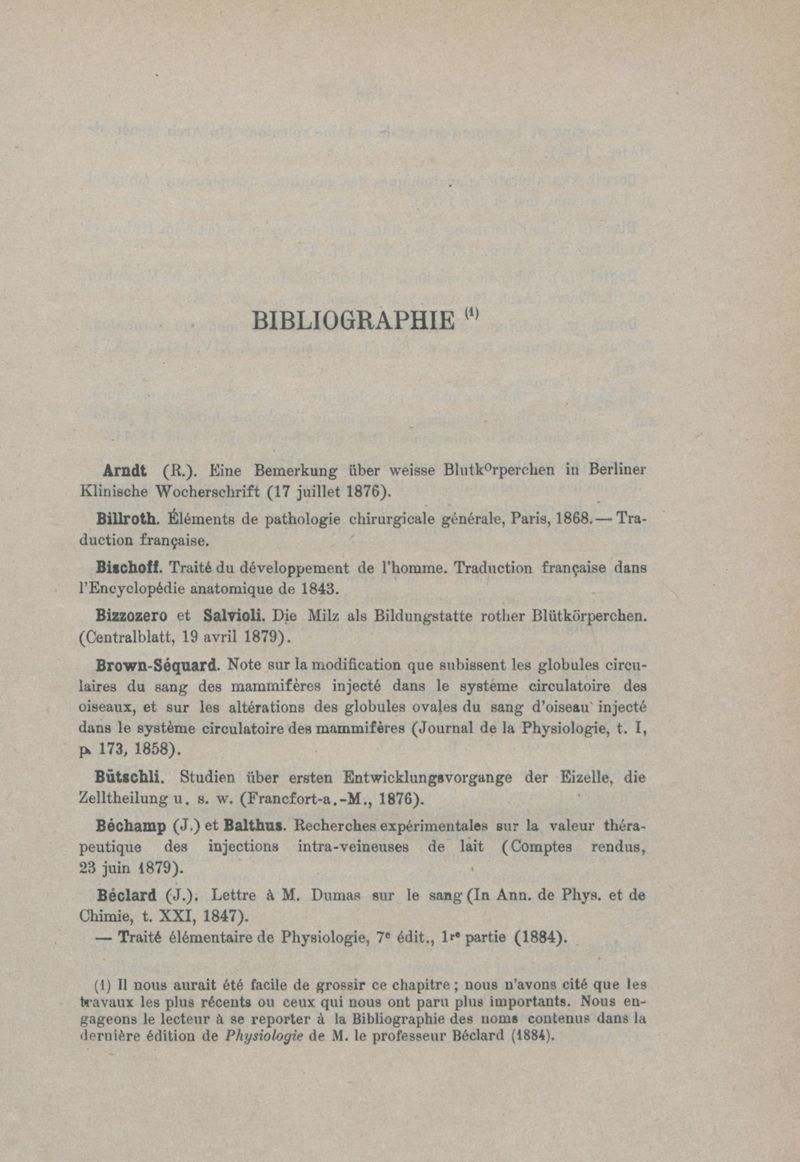 BIBLIOGRAPHIE (1)
Arndt (R.). Eine Bemerkung über weisse Blutkorperchen in Berliner
Klinische Wocherschrift (17 juillet 1876).
Billroth. Éléments de pathologie chirurgicale générale, Paris, 1868. — Tra-
duction française.
Bischoff. Traité du développement de l'homme. Traduction française dans
l'Encyclopédie anatomique de 1843.
Bizzozero et Salvioli. Die Milz als Bildungstatte rother Blütkörperchen.
(Centralblatt, 19 avril 1879).
Brown-Séquard. Note sur la modification que subissent les globules circu-
laires du sang des mammifères injecté dans le système circulatoire des
oiseaux, et sur les altérations des globules ovales du sang d'oiseau injecté
dans le système circulatoire des mammifères (Journal de la Physiologie, t. I,
p. 173, 1858).
Bütschli. Studien über ersten Entwicklungsvorgange der Eizelle, die
Zelltheilung u. s. w. (Francfort-a.-M., 1876).
Béchamp (J.) et Balthus. Recherches expérimentales sur la valeur théra-
peutique des injections intra-veineuses de lait (Comptes rendus,
23 juin 1879).
Béclard (J.). Lettre à M. Dumas sur le sang (In Ann. de Phys. et de
Chimie, t. XXI, 1847).
— Traité élémentaire de Physiologie, 7e édit., 1re partie (1884).
(1) Il nous aurait été facile de grossir ce chapitre ; nous n'avons cité que les
travaux les plus récents ou ceux qui nous ont paru plus importants. Nous en-
gageons le lecteur à se reporter à la Bibliographie des noms contenus dans la
dernière édition de Physiologie de M. le professeur Béclard (1884).